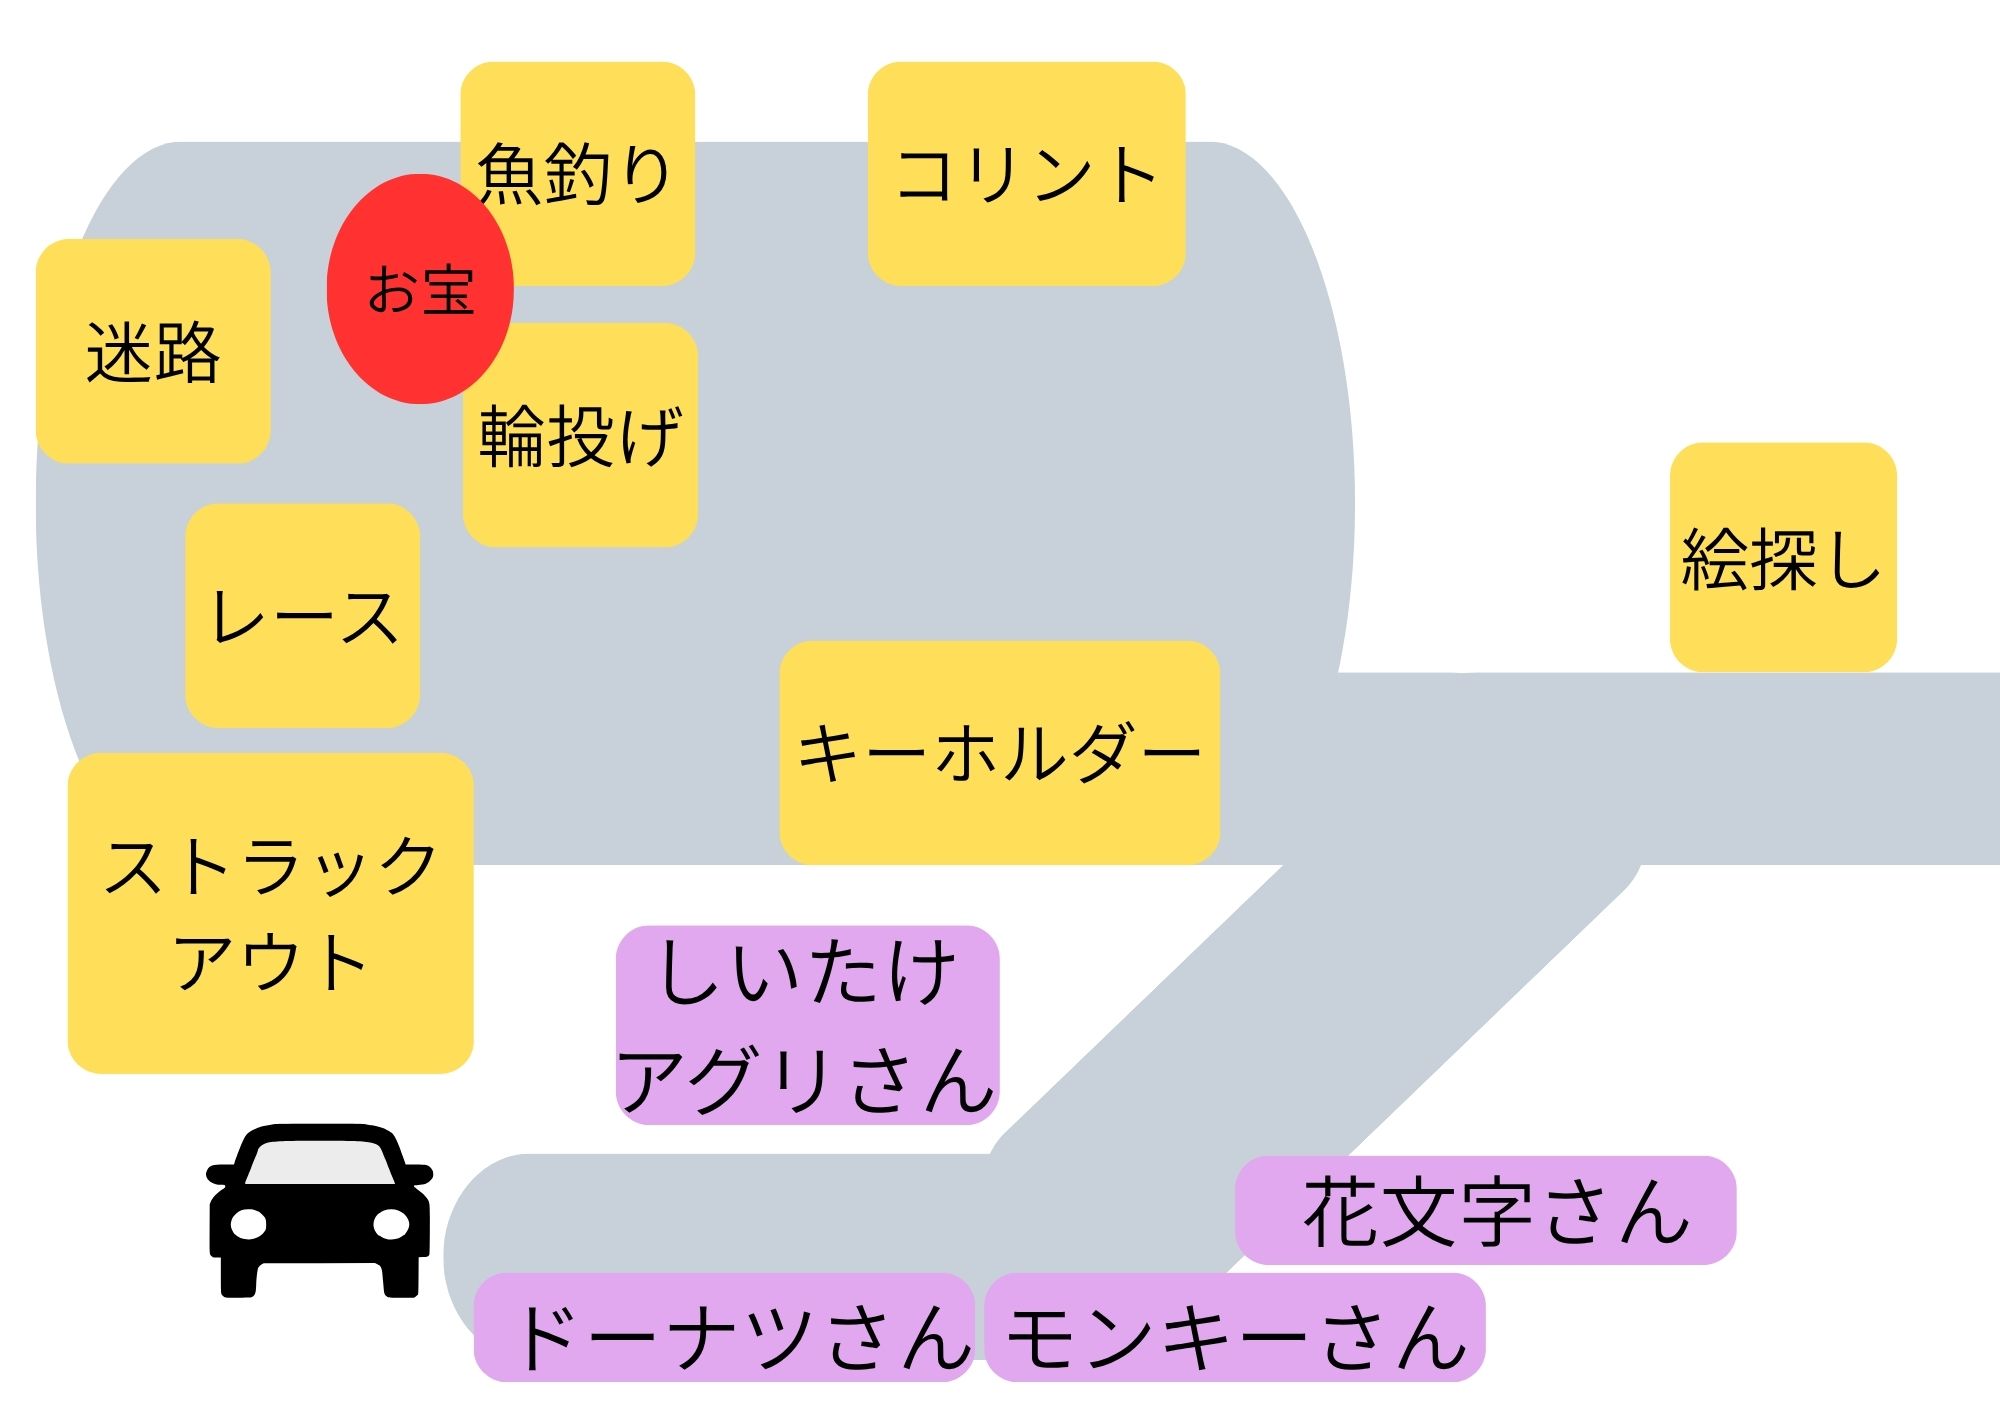 魚釣り
コリント
お宝
迷路
輪投げ
絵探し
レース
キーホルダー
ストラック
アウト
しいたけ
アグリさん
花文字さん
ドーナツさん
モンキーさん